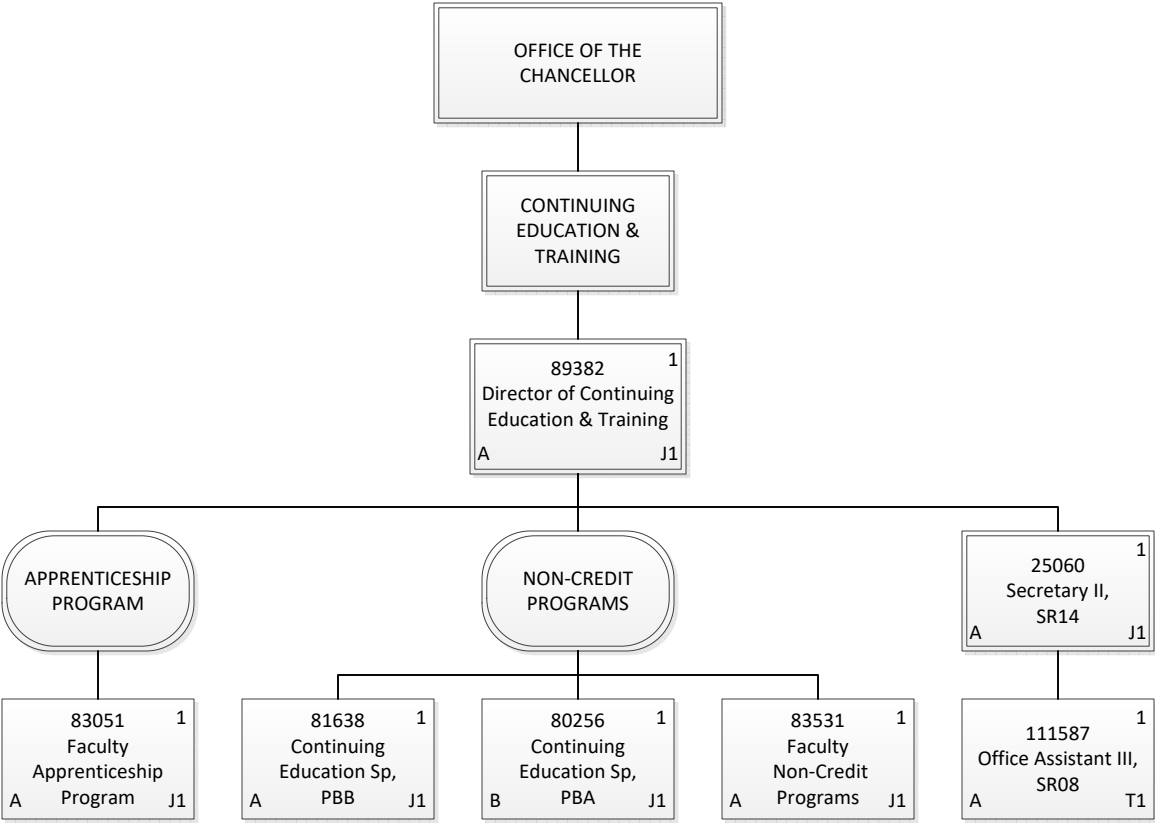 OFFICE OF THE
CHANCELLOR
CONTINUING
EDUCATION &
TRAINING
89382 1
Director of Continuing
Education & Training
A J1
APPRENTICESHIP
PROGRAM
NON-CREDIT
PROGRAMS
1
25060
Secretary II,
SR14
A J1
83051 1
Faculty
Apprenticeship
Program
A J1
81638 1
Continuing
Education Sp,
PBB
A J1
80256 1
Continuing
Education Sp,
PBA
B J1
83531 1
Faculty
Non-Credit
Programs
A J1
1
111587
Office Assistant III,
SR08
A T1